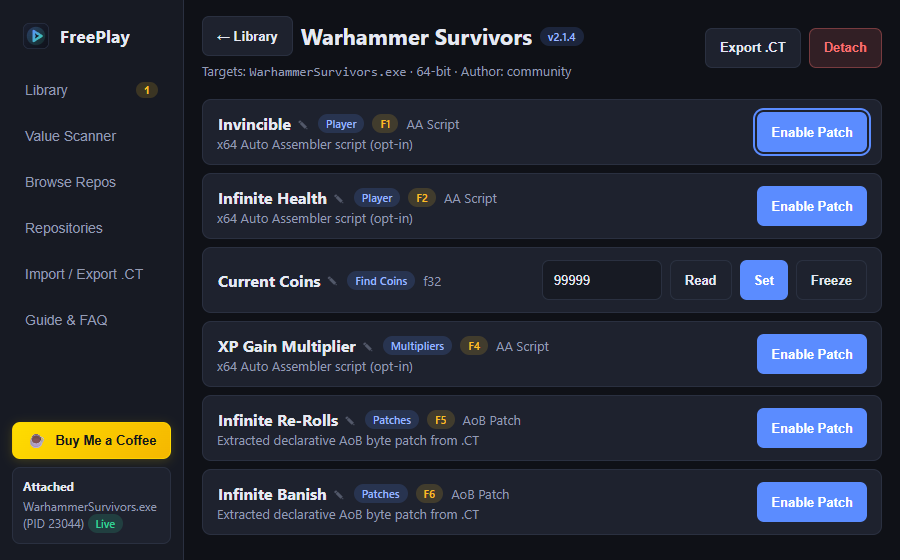 FreePlay
Library 1
Value Scanner
Browse Repos
Repositories
Import / Export .CT
Guide & FAQ
Buy Me a Coffee
Attached
WarhammerSurvivors.exe
(PID 23044) Live
← Library Warhammer Survivors v2.1.4
Targets: WarhammerSurvivors.exe · 64-bit · Author: community
Export .CT Detach
Invincible Player F1 AA Script
x64 Auto Assembler script (opt-in)
Enable Patch
Infinite Health Player F2 AA Script
x64 Auto Assembler script (opt-in)
Enable Patch
Current Coins Find Coins f32
99999 Read Set Freeze
XP Gain Multiplier Multipliers F4 AA Script
x64 Auto Assembler script (opt-in)
Enable Patch
Infinite Re-Rolls Patches F5 AoB Patch
Extracted declarative AoB byte patch from .CT
Enable Patch
Infinite Banish Patches F6 AoB Patch
Extracted declarative AoB byte patch from .CT
Enable Patch